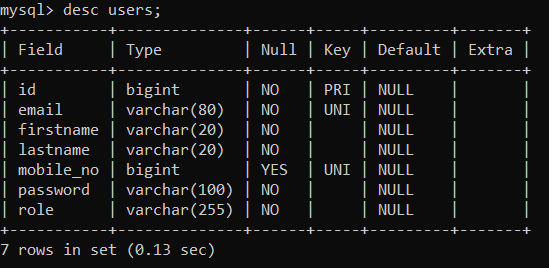 mysql> desc users;
+-----------+--------------+------+-----+---------+-------+
| Field     | Type         | Null | Key | Default | Extra |
+-----------+--------------+------+-----+---------+-------+
| id        | bigint       | NO   | PRI | NULL    |       |
| email     | varchar(80)  | NO   | UNI | NULL    |       |
| firstname | varchar(20)  | NO   |     | NULL    |       |
| lastname  | varchar(20)  | NO   |     | NULL    |       |
| mobile_no | bigint       | YES  | UNI | NULL    |       |
| password  | varchar(100) | NO   |     | NULL    |       |
| role      | varchar(255) | NO   |     | NULL    |       |
+-----------+--------------+------+-----+---------+-------+
7 rows in set (0.13 sec)